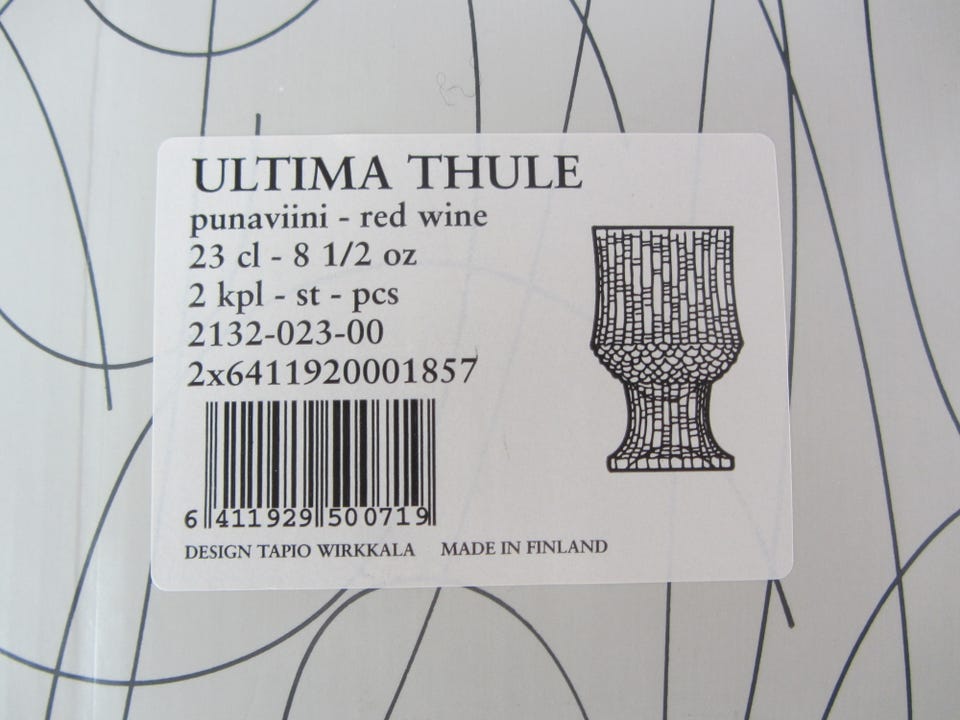 ULTIMA THULE
punaviini - red wine
23 cl - 8 1/2 oz
2 kpl - st - pcs
2132-023-00
2x6411920001857
6 411929 500719
DESIGN TAPIO WIRKKALA MADE IN FINLAND